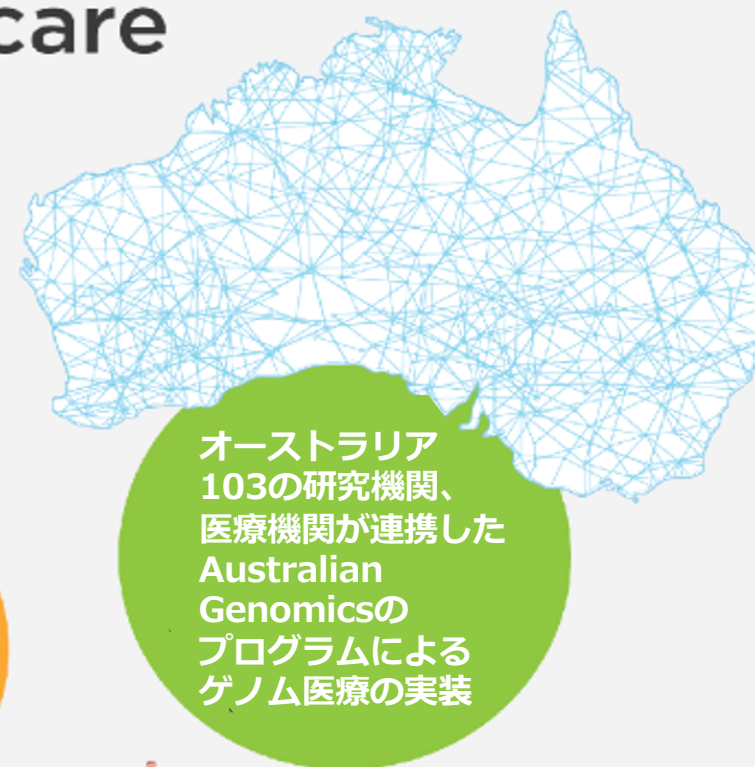 care
オーストラリア
103の研究機関、
医療機関が連携した
Australian
Genomicsの
プログラムによる
ゲノム医療の実装